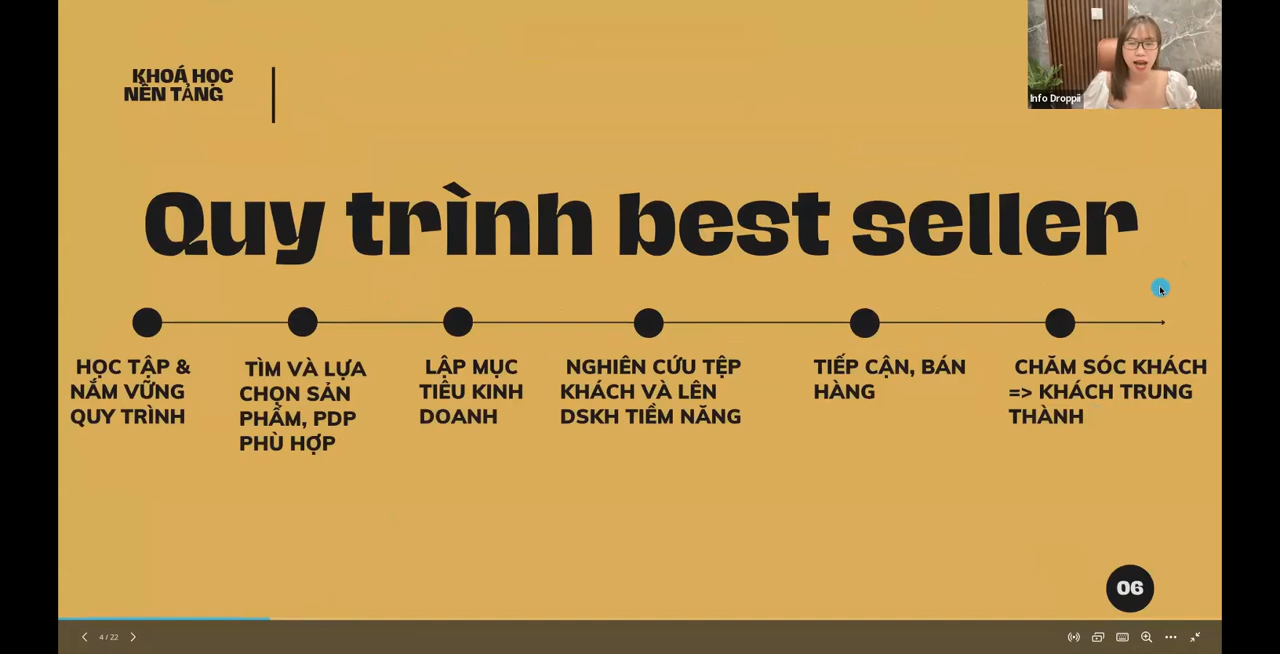 KHOÁ HỌC
NỀN TẢNG
Info Droppii
Quy trình best seller
HỌC TẬP &
NẮM VỮNG
QUY TRÌNH
TÌM VÀ LỰA
CHỌN SẢN
PHẨM, PDP
PHÙ HỢP
LẬP MỤC
TIÊU KINH
DOANH
NGHIÊN CỨU TỆP
KHÁCH VÀ LÊN
DSKH TIỀM NĂNG
TIẾP CẬN, BÁN
HÀNG
CHĂM SÓC KHÁCH
=> KHÁCH TRUNG
THÀNH
06
4 / 22